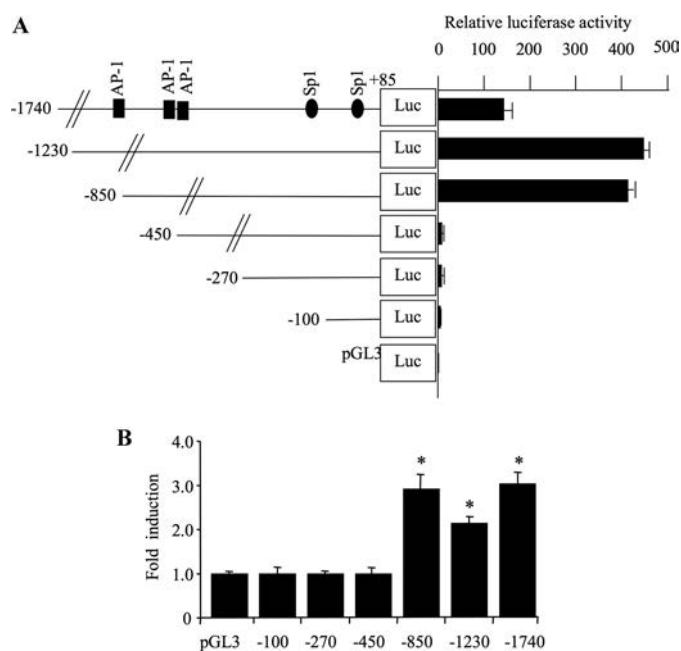 A
Relative luciferase activity
0 100 200 300 400 500
AP-1 AP-1 AP-1 Sp1 Sp1 +85
-1740 Luc
-1230 Luc
-850 Luc
-450 Luc
-270 Luc
-100 Luc
pGL3 Luc
B
Fold induction
4.0
3.0
2.0
1.0
0
* * *
pGL3 -100 -270 -450 -850 -1230 -1740